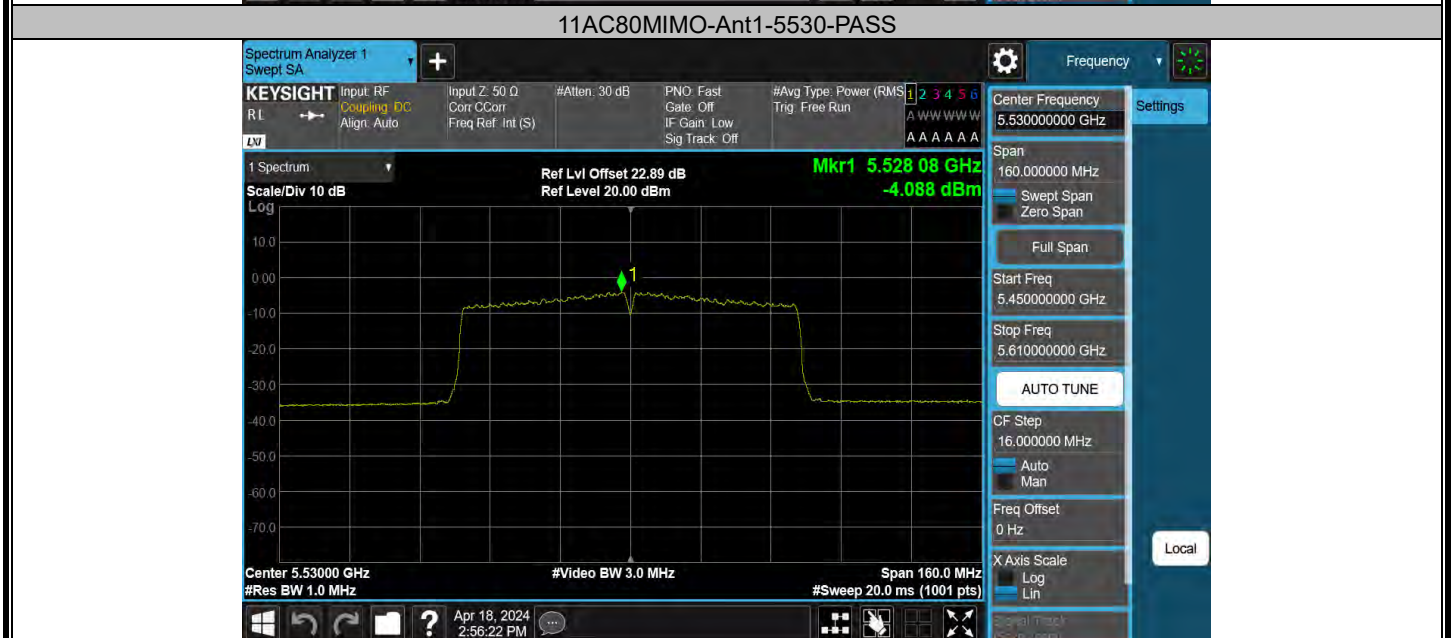 11AC80MIMO-Ant1-5530-PASS
Spectrum Analyzer 1
Swept SA
Frequency
KEYSIGHT
Input: RF
Coupling: DC
Align: Auto
Input Z: 50 Ω
Corr CCorr
Freq Ref: Int (S)
#Atten: 30 dB
PNO: Fast
Gate: Off
IF Gain: Low
Sig Track: Off
#Avg Type: Power (RMS
Trig: Free Run
1 2 3 4 5 6
A W W W W W
A A A A A A
RL
LXI
Center Frequency
5.530000000 GHz
Settings
1 Spectrum
Scale/Div 10 dB
Ref Lvl Offset 22.89 dB
Ref Level 20.00 dBm
Mkr1 5.528 08 GHz
-4.088 dBm
Span
160.000000 MHz
Swept Span
Zero Span
Full Span
Start Freq
5.450000000 GHz
Stop Freq
5.610000000 GHz
AUTO TUNE
CF Step
16.000000 MHz
Auto
Man
Freq Offset
0 Hz
X Axis Scale
Log
Lin
Local
Log
10.0
0.00
-10.0
-20.0
-30.0
-40.0
-50.0
-60.0
-70.0
1
Center 5.53000 GHz
#Res BW 1.0 MHz
#Video BW 3.0 MHz
Span 160.0 MHz
#Sweep 20.0 ms (1001 pts)
Apr 18, 2024
2:56:22 PM
Signal Track